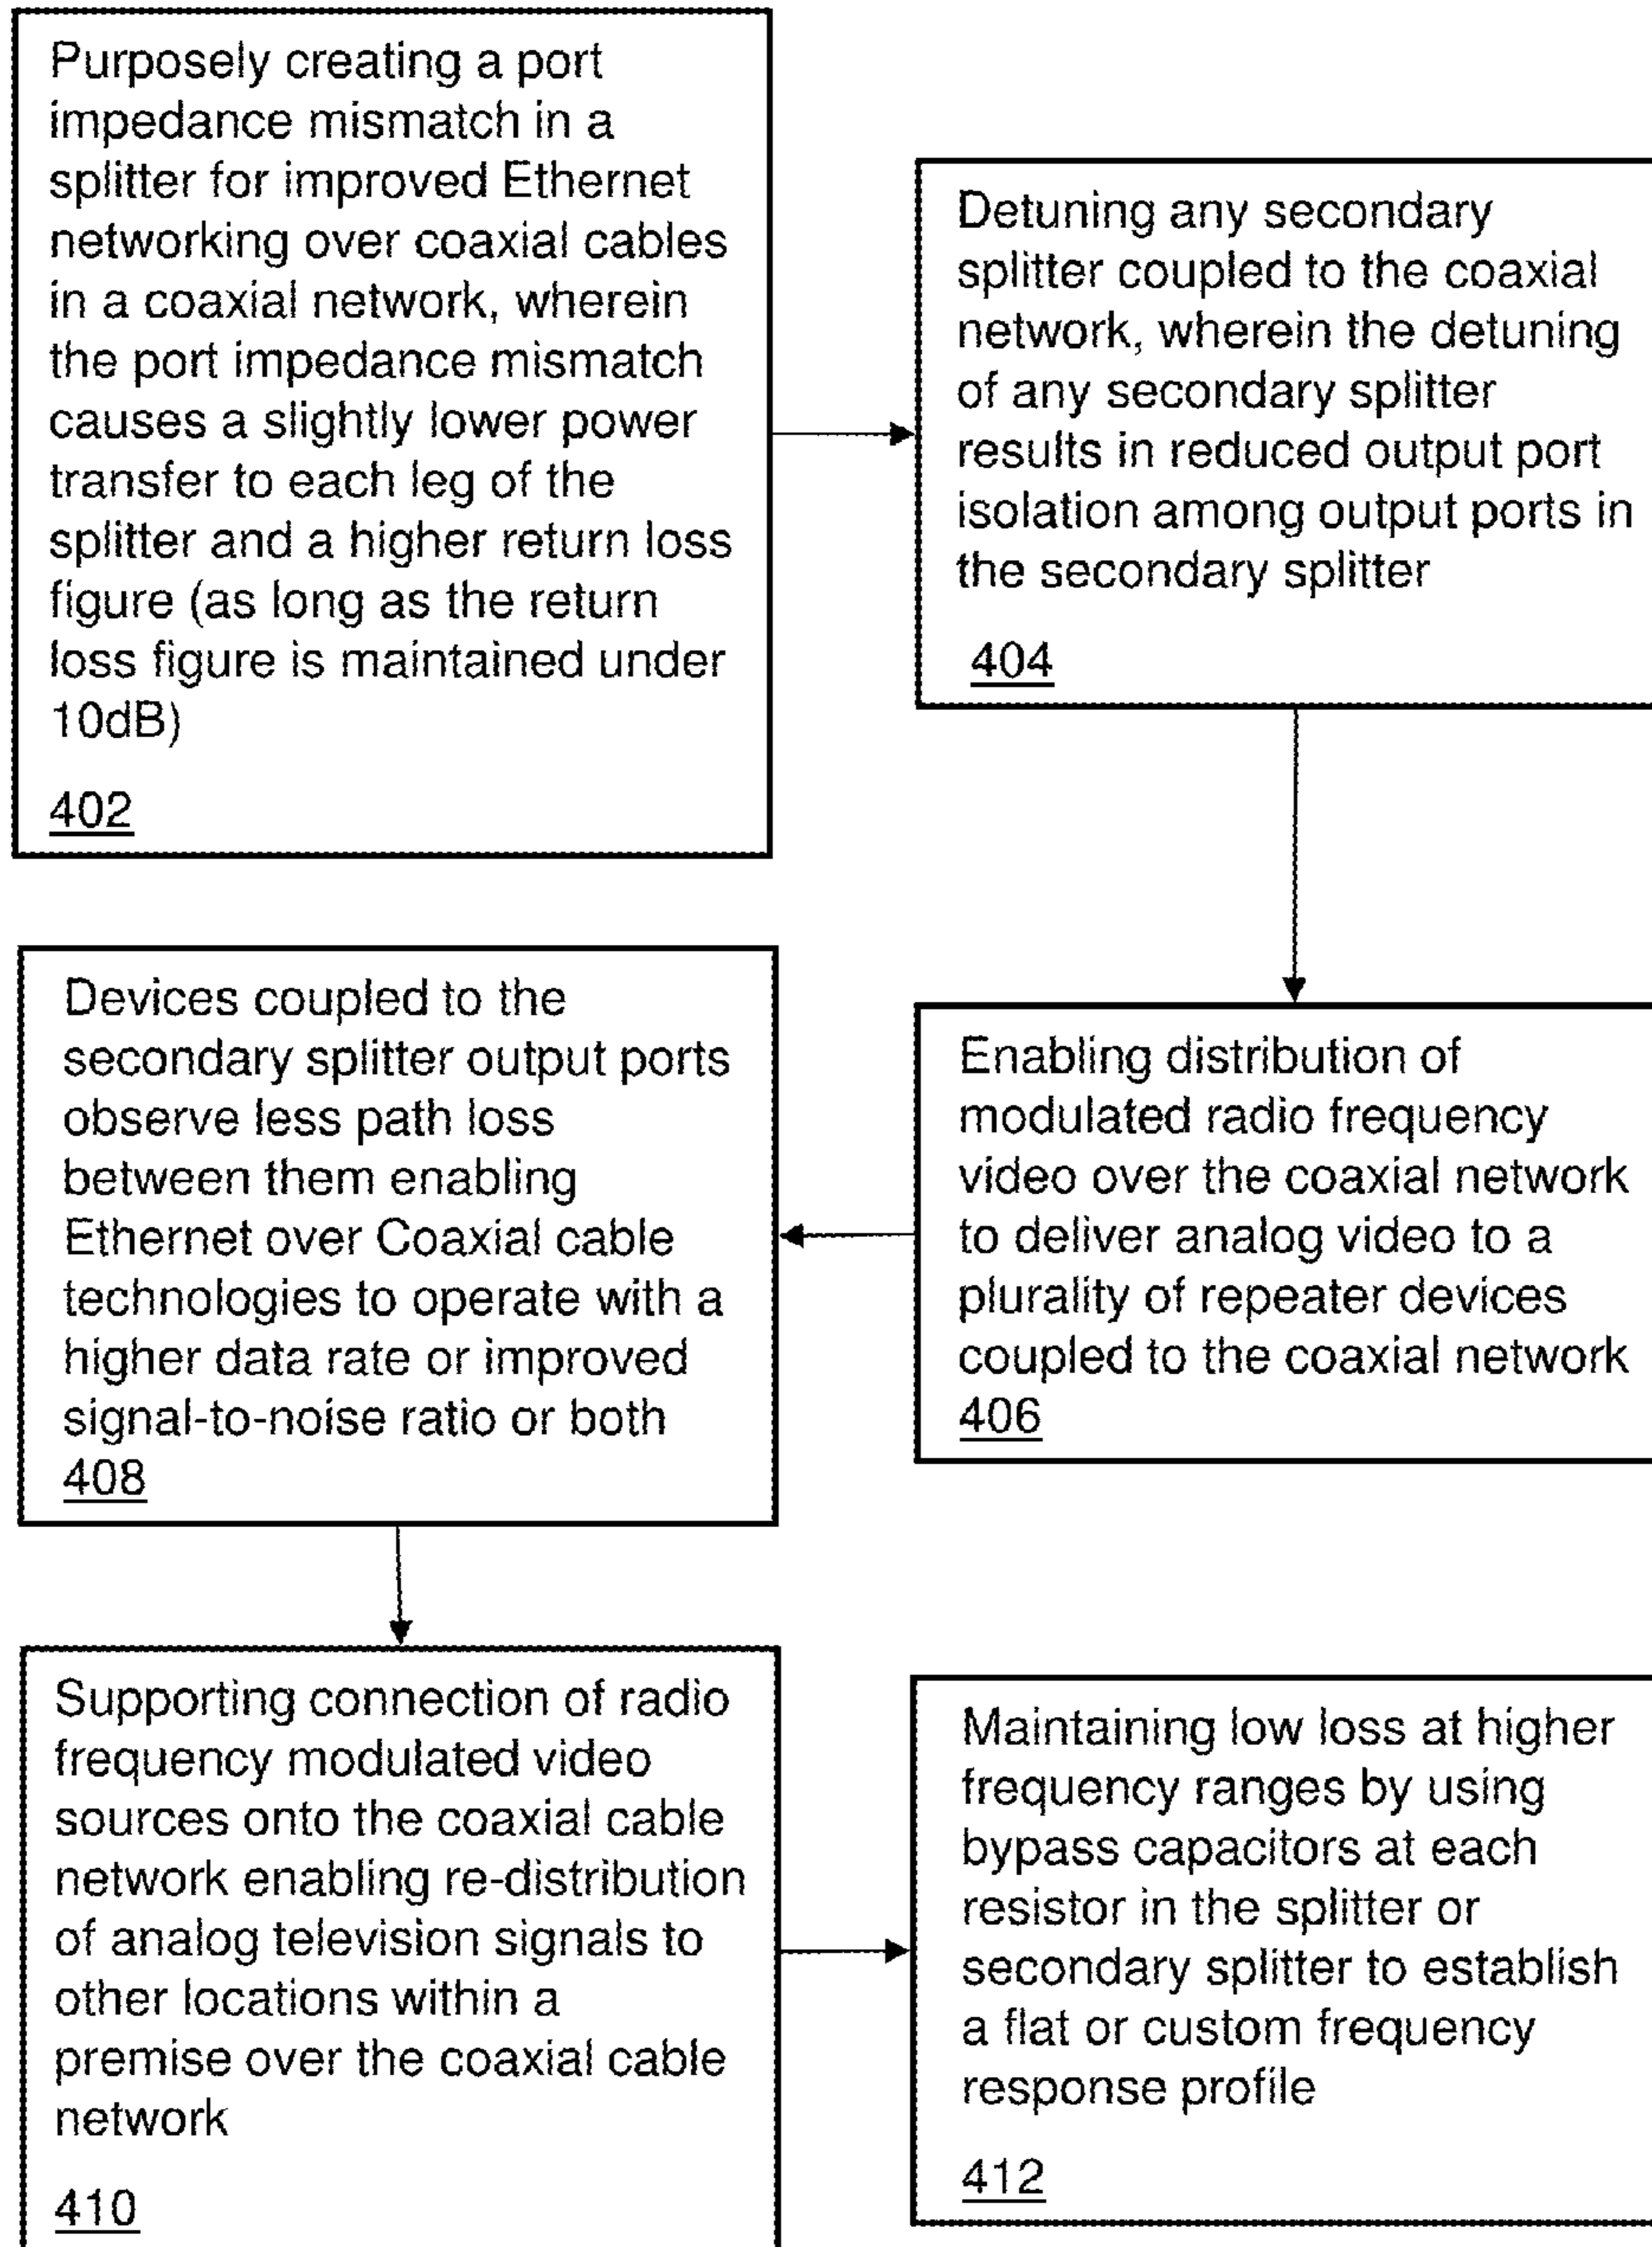 Purposely creating a port
impedance mismatch in a
splitter for improved Ethernet
networking over coaxial cables
in a coaxial network, wherein
the port impedance mismatch
causes a slightly lower power
transfer to each leg of the
splitter and a higher return loss
figure (as long as the return
loss figure is maintained under
10dB)
402
Detuning any secondary
splitter coupled to the coaxial
network, wherein the detuning
of any secondary splitter
results in reduced output port
isolation among output ports in
the secondary splitter
404
Enabling distribution of
modulated radio frequency
video over the coaxial network
to deliver analog video to a
plurality of repeater devices
coupled to the coaxial network
406
Devices coupled to the
secondary splitter output ports
observe less path loss
between them enabling
Ethernet over Coaxial cable
technologies to operate with a
higher data rate or improved
signal-to-noise ratio or both
408
Supporting connection of radio
frequency modulated video
sources onto the coaxial cable
network enabling re-distribution
of analog television signals to
other locations within a
premise over the coaxial cable
network
410
Maintaining low loss at higher
frequency ranges by using
bypass capacitors at each
resistor in the splitter or
secondary splitter to establish
a flat or custom frequency
response profile
412